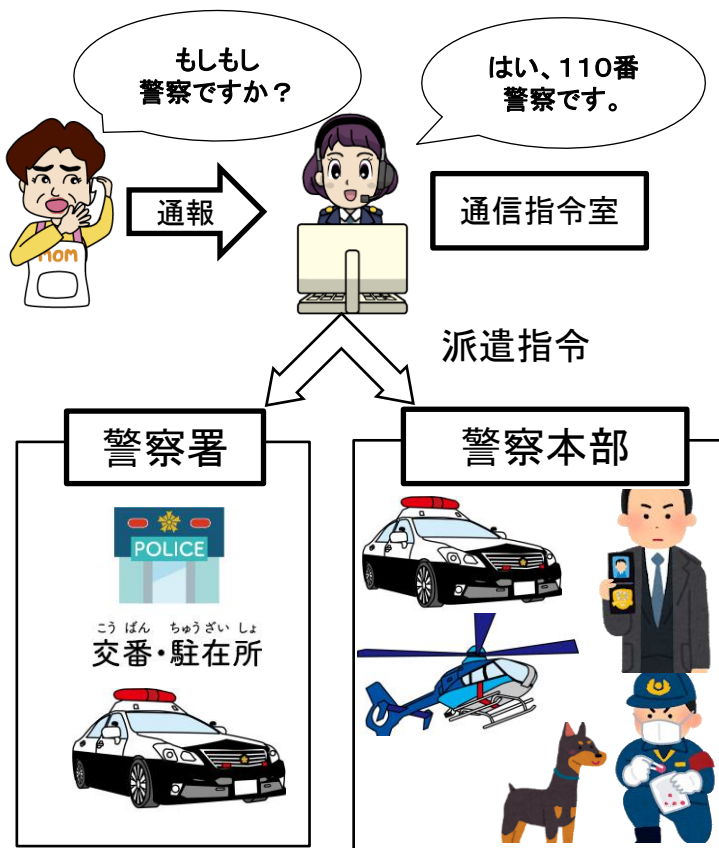 もしもし
警察ですか？
はい、１１０番
警察です。
MOM
通報
通信指令室
派遣指令
警察署
警察本部
POLICE
こうばん ちゅうざいしょ
交番・駐在所